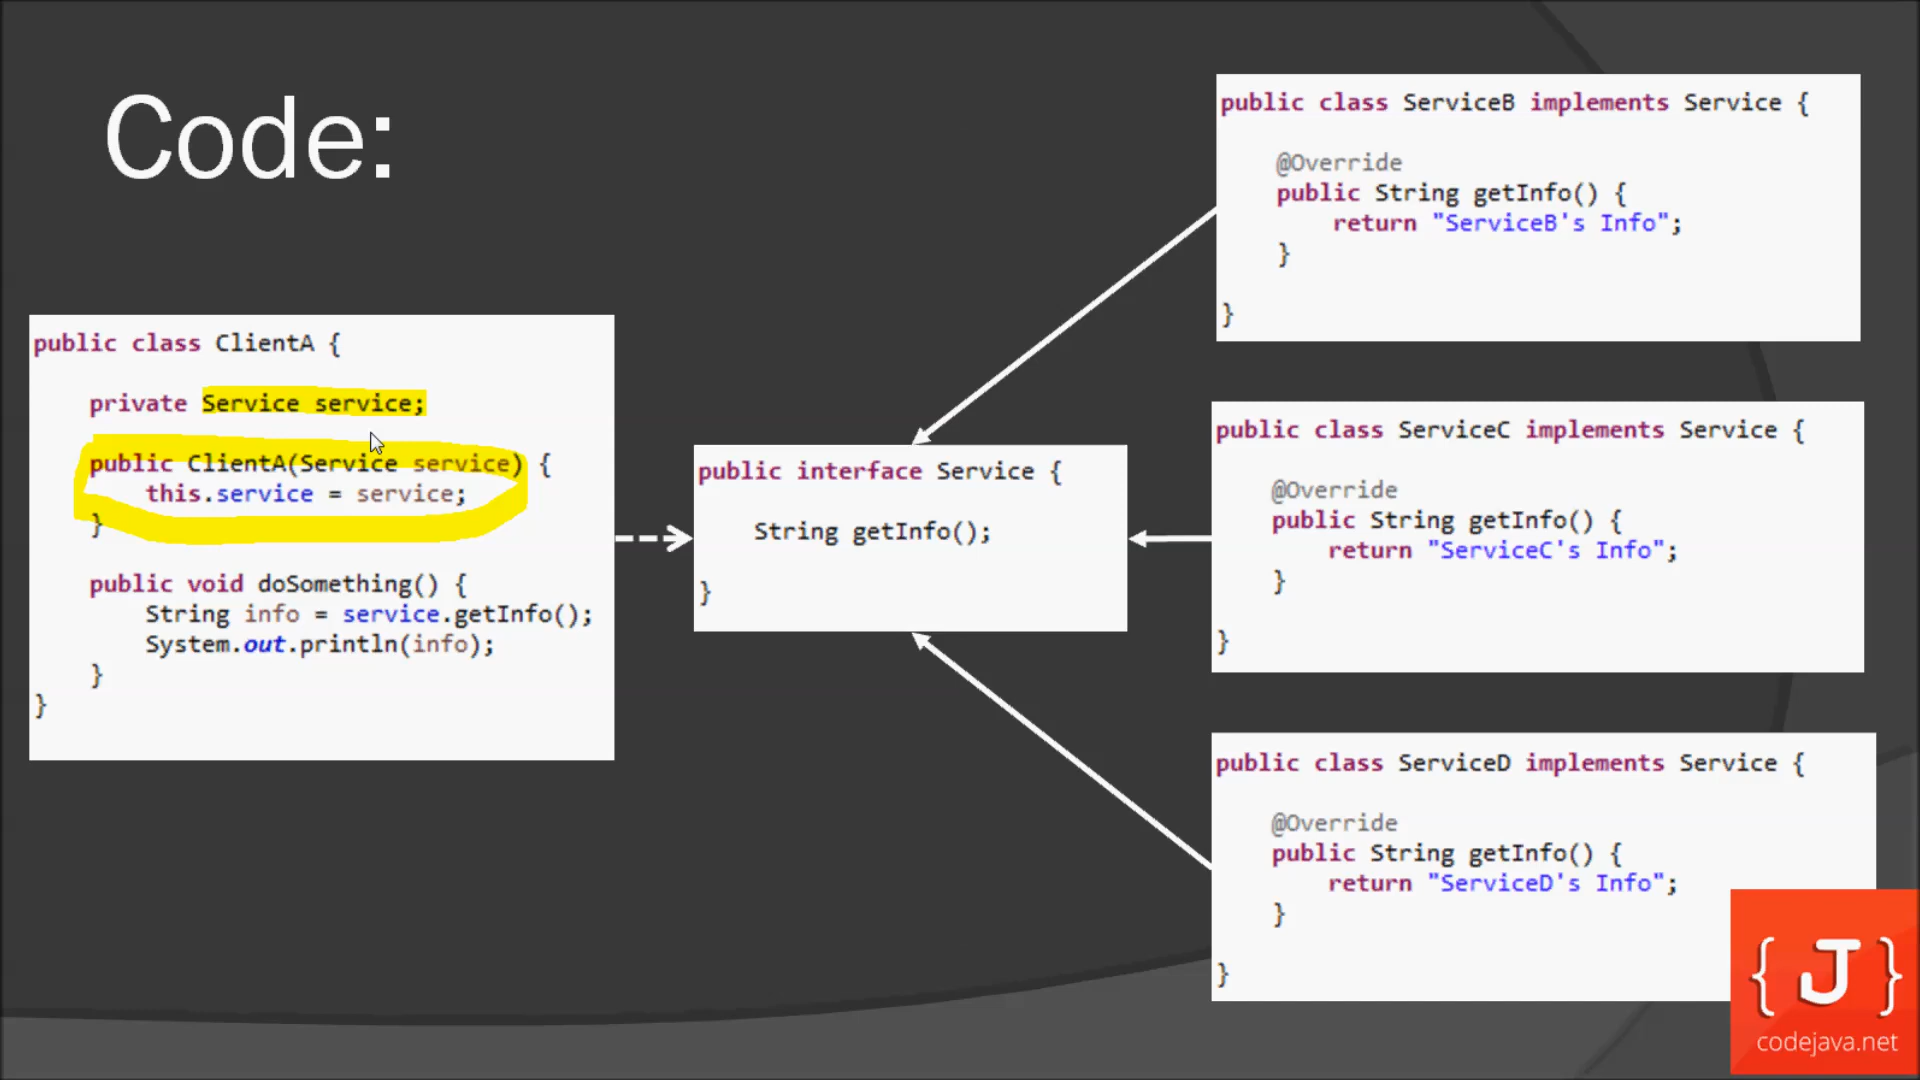 Code:
public class ClientA {
private Service service;
public ClientA(Service service) {
this.service = service;
}
public void doSomething() {
String info = service.getInfo();
System.out.println(info);
}
}
public interface Service {
String getInfo();
}
public class ServiceB implements Service {
@Override
public String getInfo() {
return "ServiceB's Info";
}
}
public class ServiceC implements Service {
@Override
public String getInfo() {
return "ServiceC's Info";
}
}
public class ServiceD implements Service {
@Override
public String getInfo() {
return "ServiceD's Info";
}
}
{ J }
codejava.net